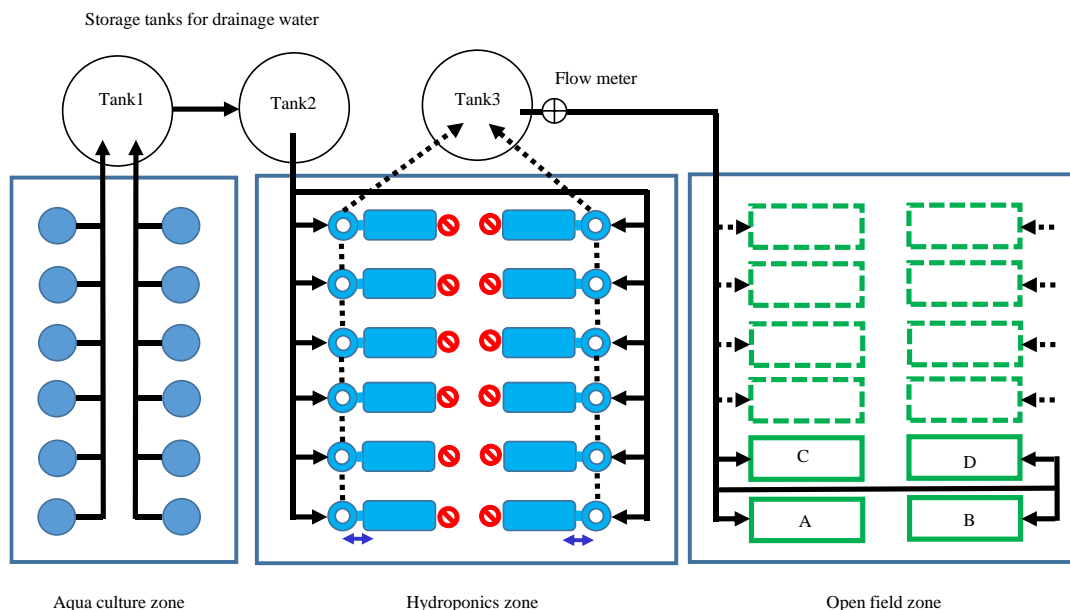 Storage tanks for drainage water
Tank1
Tank2
Tank3
Flow meter
C
D
A
B
Aqua culture zone
Hydroponics zone
Open field zone